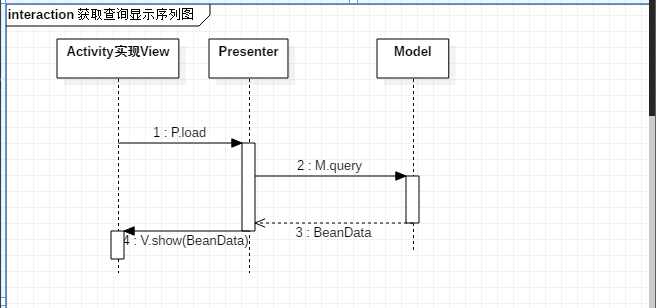 interaction 获取查询显示序列图
Activity实现View
Presenter
Model
1 : P.load
2 : M.query
3 : BeanData
4 : V.show(BeanData)